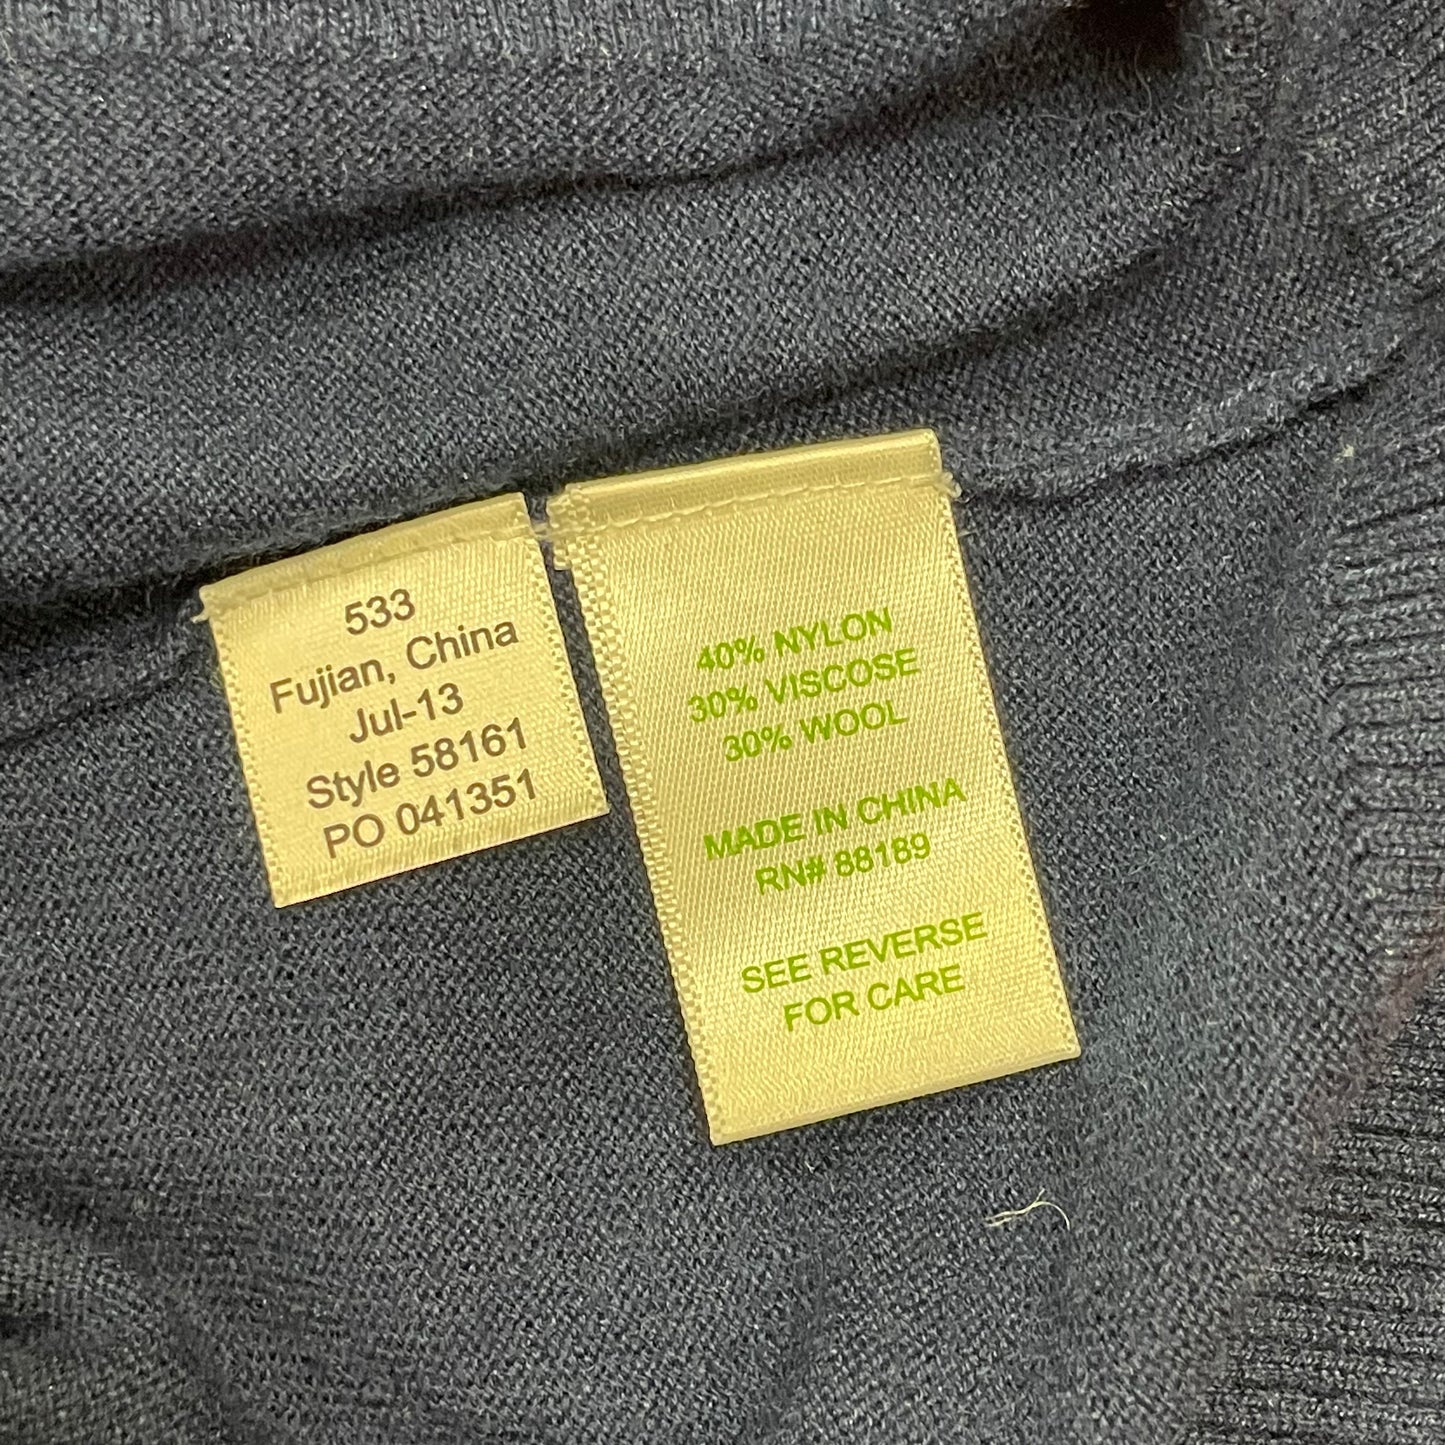 533
Fujian, China
Jul-13
Style 58161
PO 041351
40% NYLON
30% VISCOSE
30% WOOL
MADE IN CHINA
RN# 88189
SEE REVERSE
FOR CARE